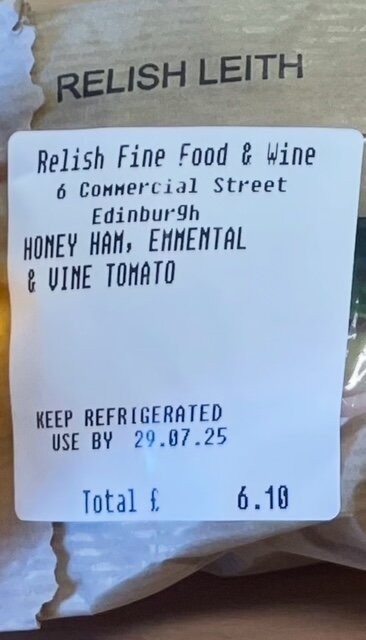 RELISH LEITH
Relish Fine Food & Wine
6 Commercial Street
Edinburgh
HONEY HAM, EMMENTAL
& VINE TOMATO
KEEP REFRIGERATED
USE BY 29.07.25
Total £ 6.10